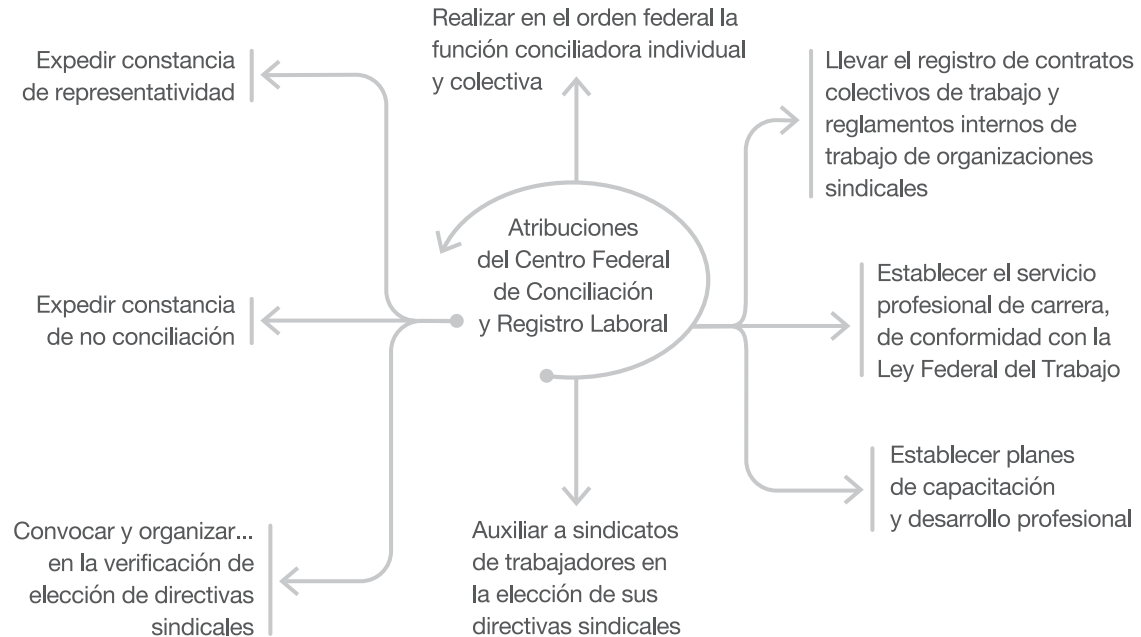 Realizar en el orden federal la
función conciliadora individual
y colectiva
Expedir constancia
de representatividad
Llevar el registro de contratos
colectivos de trabajo y
reglamentos internos de
trabajo de organizaciones
sindicales
Atribuciones
del Centro Federal
de Conciliación
y Registro Laboral
Expedir constancia
de no conciliación
Establecer el servicio
profesional de carrera,
de conformidad con la
Ley Federal del Trabajo
Establecer planes
de capacitación
y desarrollo profesional
Convocar y organizar...
en la verificación de
elección de directivas
sindicales
Auxiliar a sindicatos
de trabajadores en
la elección de sus
directivas sindicales